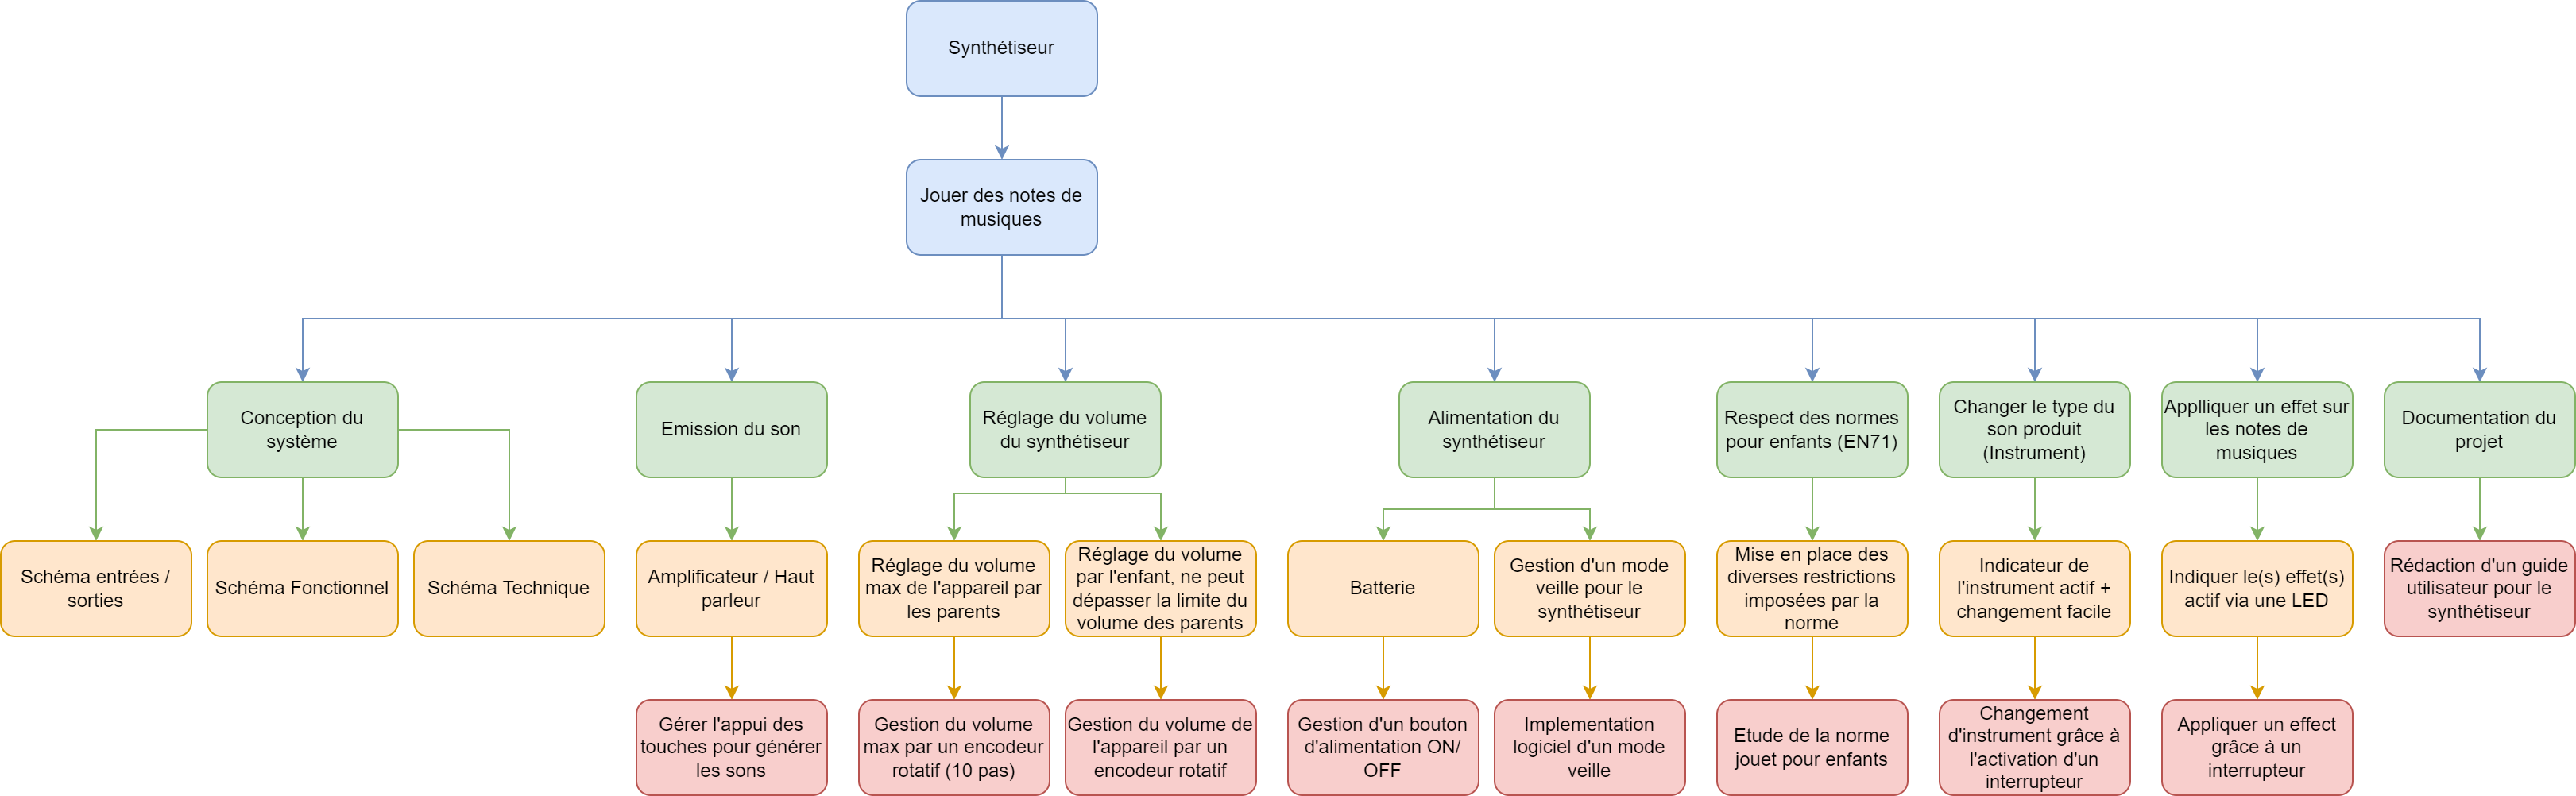 Synthétiseur
Jouer des notes de
musiques
Conception du
système
Emission du son
Réglage du volume
du synthétiseur
Alimentation du
synthétiseur
Respect des normes
pour enfants (EN71)
Changer le type du
son produit
(Instrument)
Applliquer un effet sur
les notes de
musiques
Documentation du
projet
Schéma entrées /
sorties
Schéma Fonctionnel
Schéma Technique
Amplificateur / Haut
parleur
Réglage du volume
max de l'appareil par
les parents
Réglage du volume
par l'enfant, ne peut
dépasser la limite du
volume des parents
Batterie
Gestion d'un mode
veille pour le
synthétiseur
Mise en place des
diverses restrictions
imposées par la
norme
Indicateur de
l'instrument actif +
changement facile
Indiquer le(s) effet(s)
actif via une LED
Rédaction d'un guide
utilisateur pour le
synthétiseur
Gérer l'appui des
touches pour générer
les sons
Gestion du volume
max par un encodeur
rotatif (10 pas)
Gestion du volume de
l'appareil par un
encodeur rotatif
Gestion d'un bouton
d'alimentation ON/
OFF
Implementation
logiciel d'un mode
veille
Etude de la norme
jouet pour enfants
Changement
d'instrument grâce à
l'activation d'un
interrupteur
Appliquer un effect
grâce à un
interrupteur